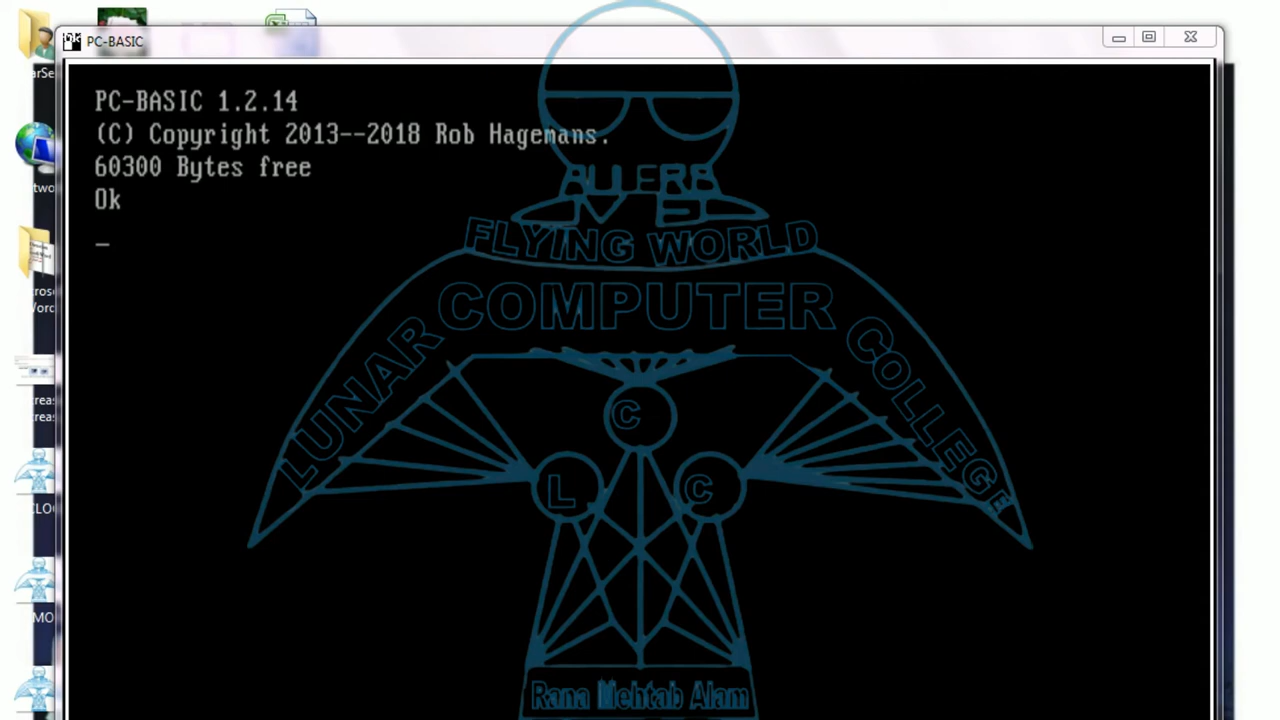 PC-BASIC
PC-BASIC 1.2.14
(C) Copyright 2013--2018 Rob Hagemans.
60300 Bytes free
Ok
FLYING WORLD
LUNAR COMPUTER COLLEGE
C
L C
Rana Mehtab Alam